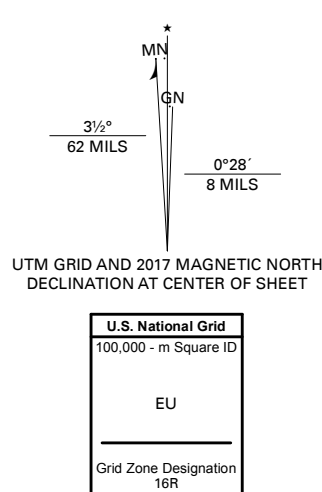 ★
MN
GN
3½°
62 MILS
0°28´
8 MILS
UTM GRID AND 2017 MAGNETIC NORTH
DECLINATION AT CENTER OF SHEET
U.S. National Grid
100,000 - m Square ID
EU
Grid Zone Designation
16R